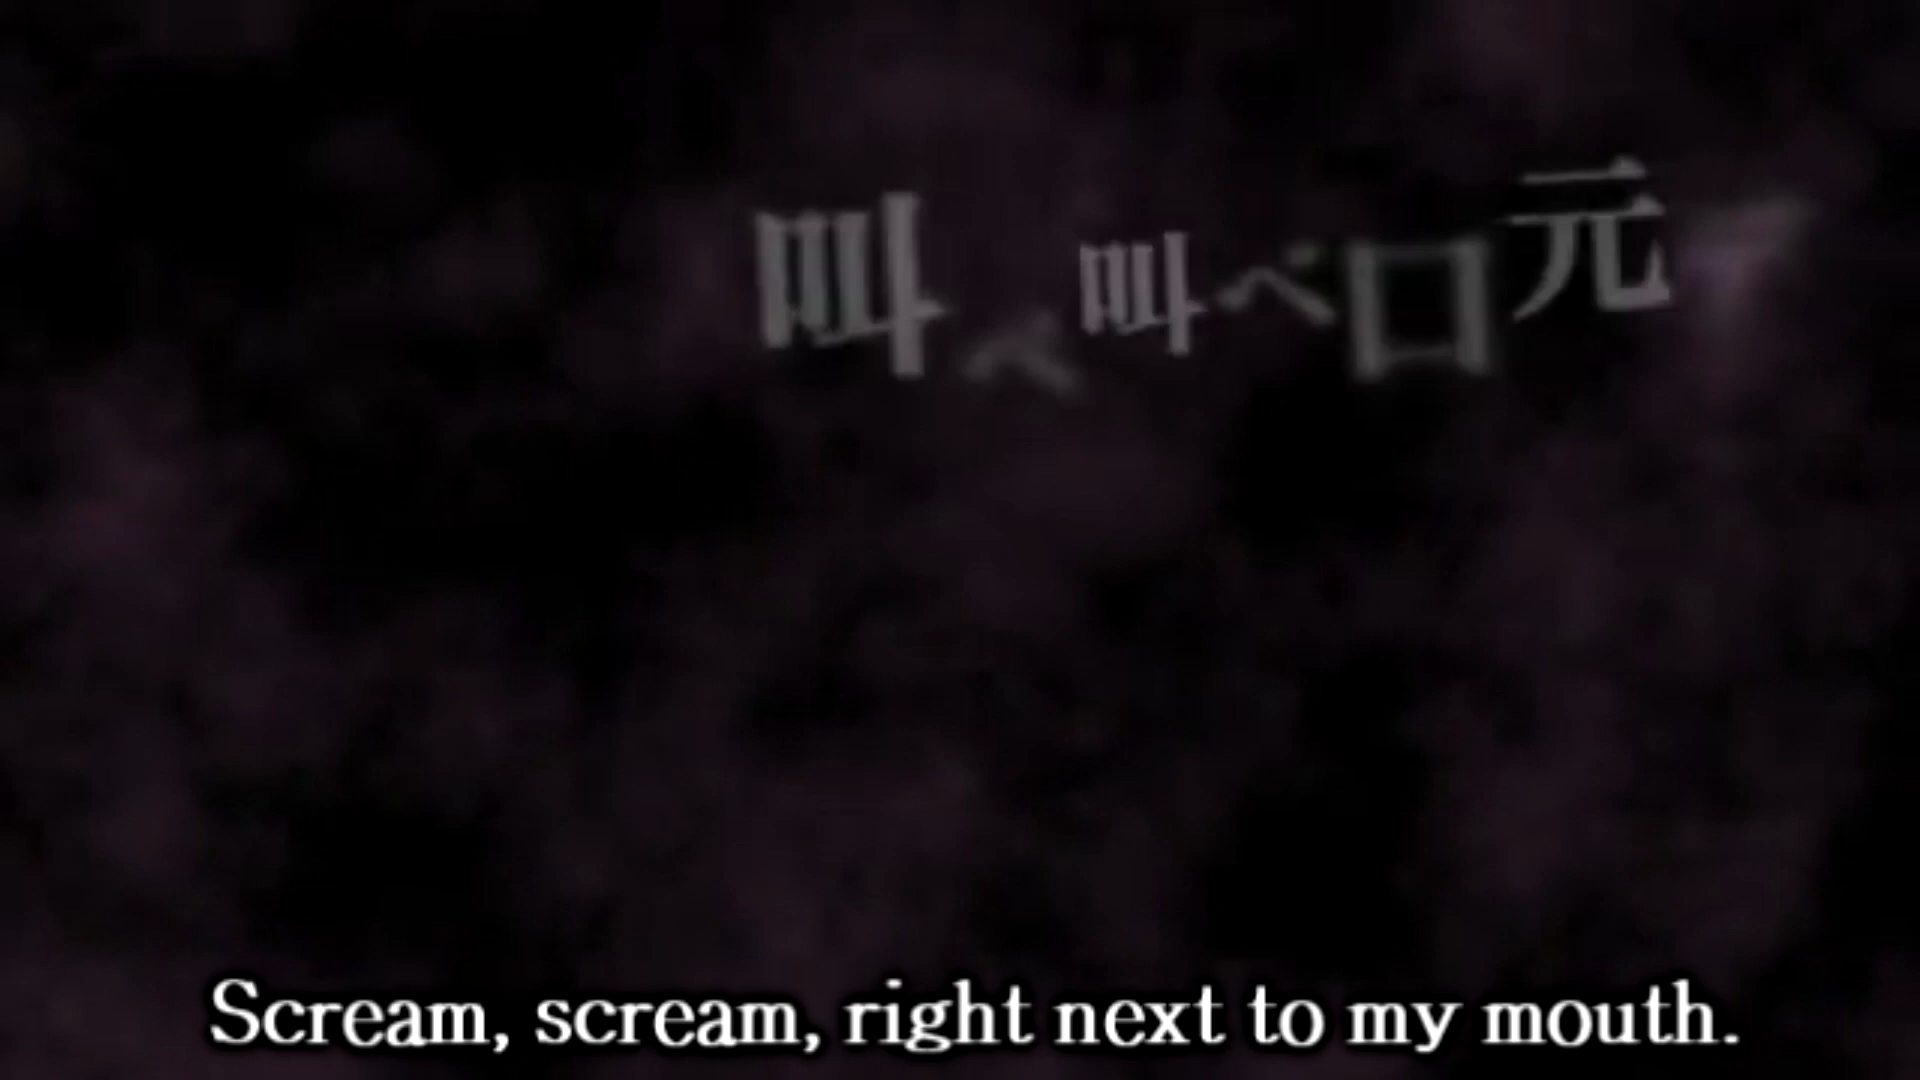 叫べ叫べ口元
Scream, scream, right next to my mouth.